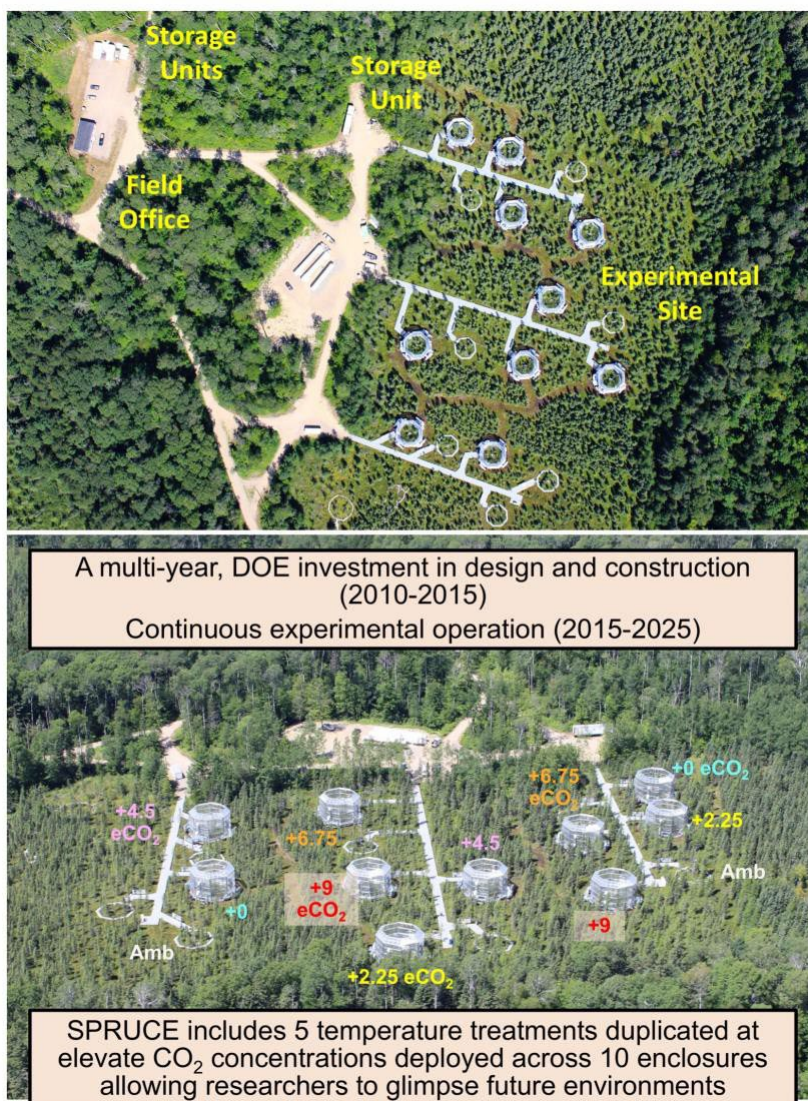 Storage
Units
Storage
Unit
Field
Office
Experimental
Site
A multi-year, DOE investment in design and construction
(2010-2015)
Continuous experimental operation (2015-2025)
+4.5
eCO₂
+0
Amb
+6.75
+9
eCO₂
+2.25 eCO₂
+4.5
+6.75
eCO₂
+0 eCO₂
+2.25
Amb
+9
SPRUCE includes 5 temperature treatments duplicated at
elevate CO₂ concentrations deployed across 10 enclosures
allowing researchers to glimpse future environments